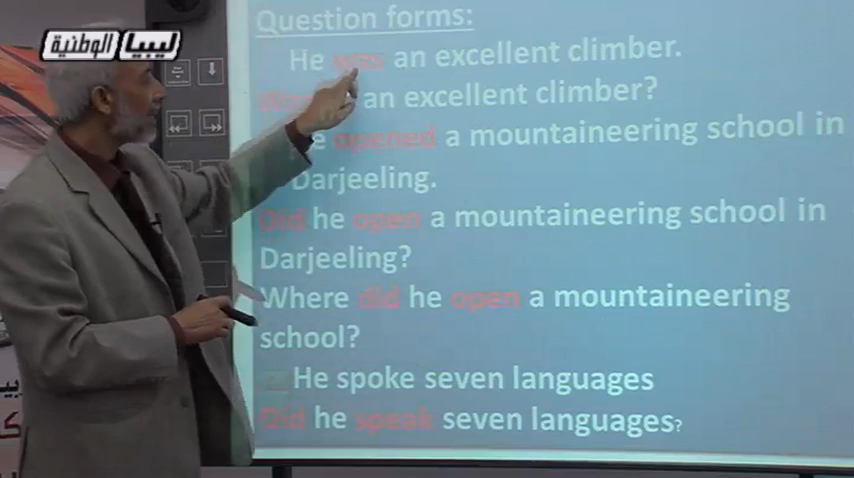 ليبيا الوطنية
Question forms:
He was an excellent climber.
Was an excellent climber?
he opened a mountaineering school in
Darjeeling.
Did he open a mountaineering school in
Darjeeling?
Where did he open a mountaineering
school?
He spoke seven languages
Did he speak seven languages?